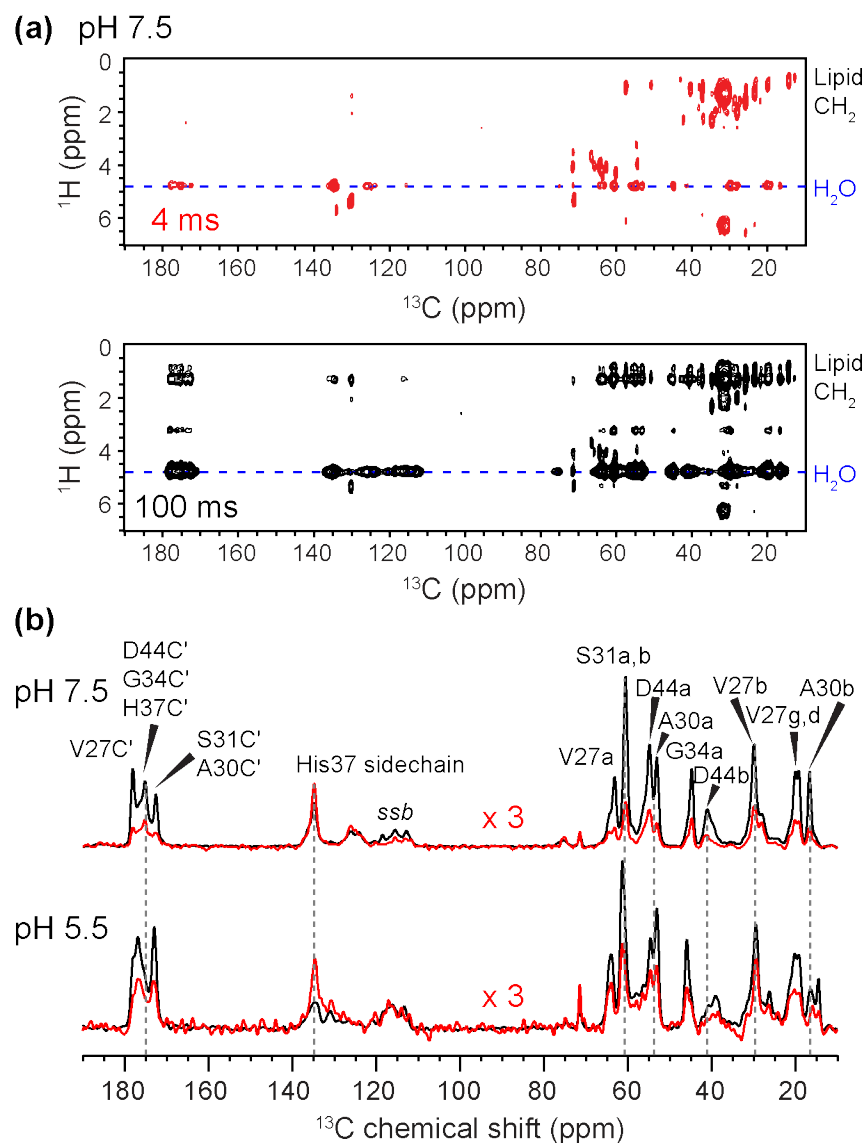 (a) pH 7.5
0
2
4
6
¹H (ppm)
Lipid
CH₂
H₂O
4 ms
180 160 140 120 100 80 60 40 20
¹³C (ppm)
0
2
4
6
¹H (ppm)
Lipid
CH₂
H₂O
100 ms
180 160 140 120 100 80 60 40 20
¹³C (ppm)
(b)
pH 7.5
D44C'
G34C'
H37C'
V27C'
S31C'
A30C'
His37 sidechain
ssb
x 3
S31a,b
D44a
A30a
V27a
G34a
D44b
V27b
V27g,d
A30b
pH 5.5
x 3
180 160 140 120 100 80 60 40 20
¹³C chemical shift (ppm)